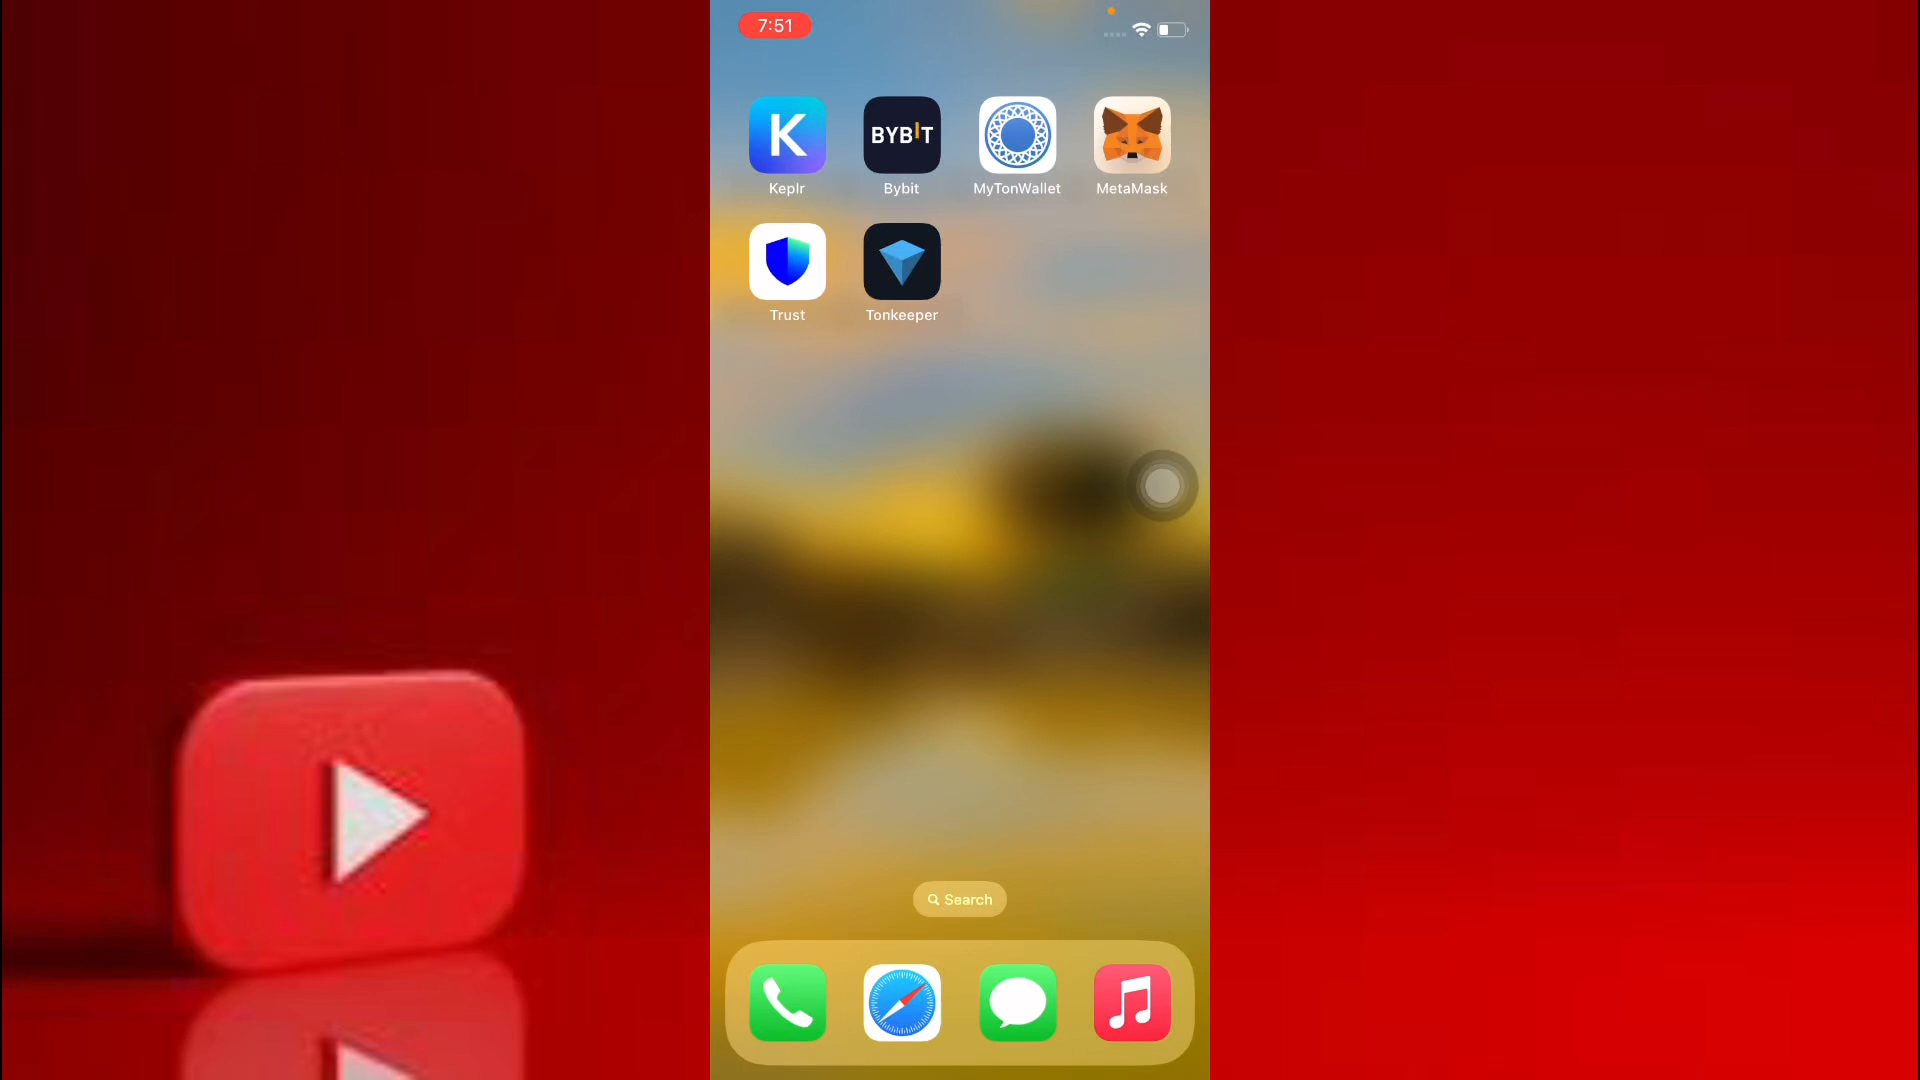 7:51
K
BYBIT
Keplr
Bybit
MyTonWallet
MetaMask
Trust
Tonkeeper
Search